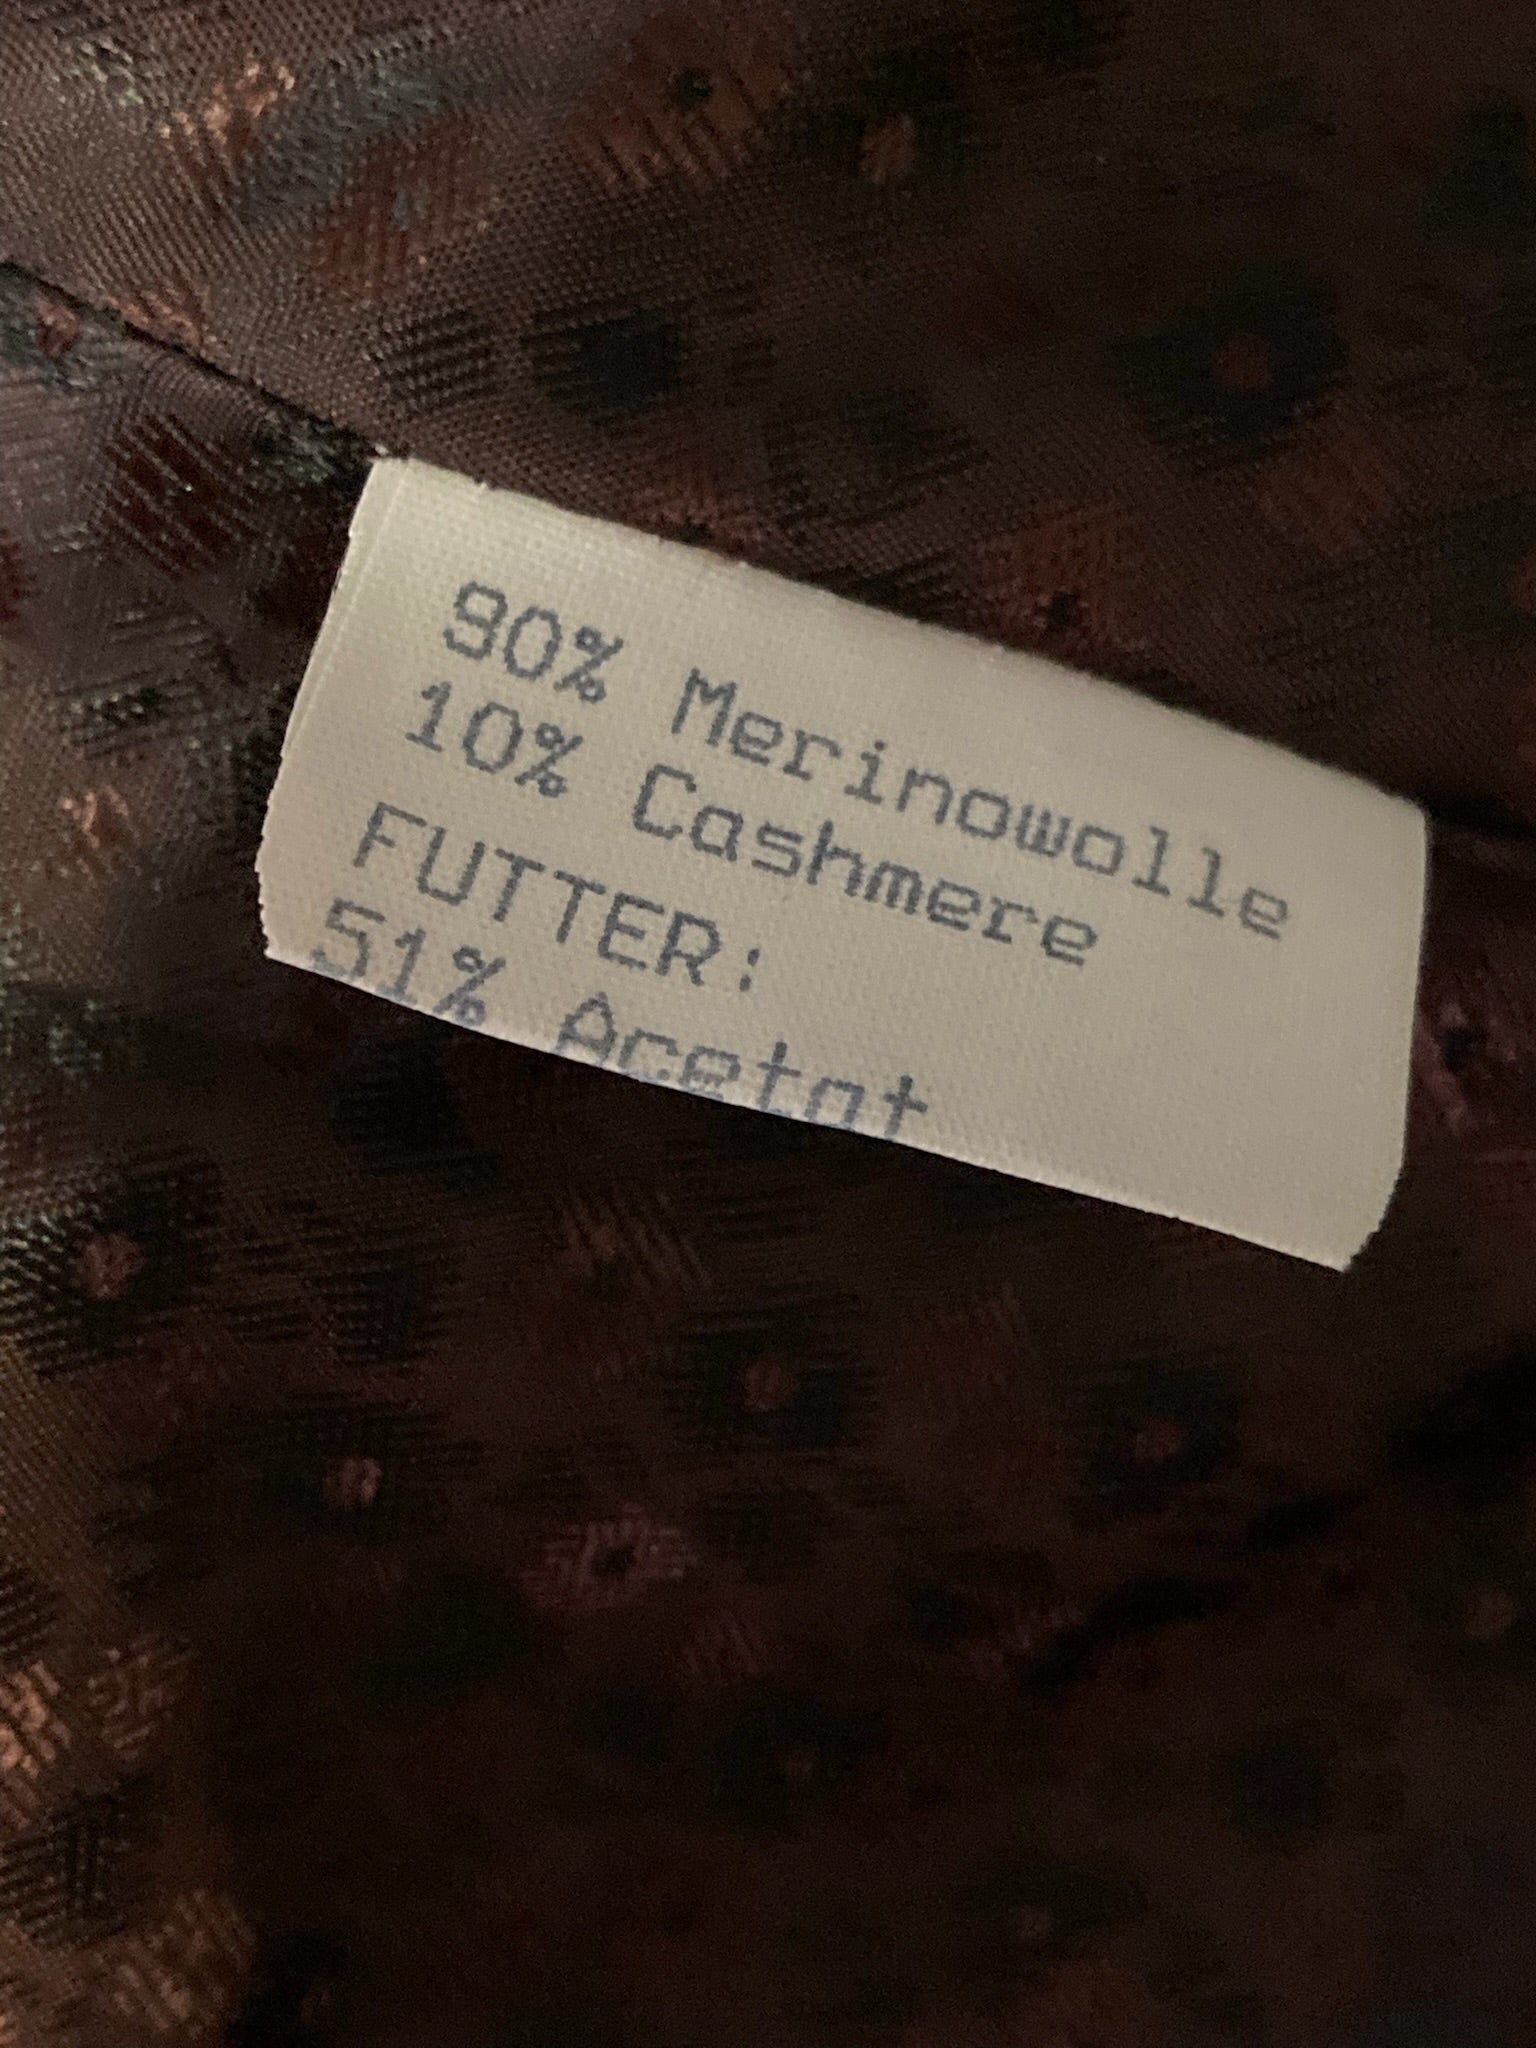 90% Merinowolle
10% Cashmere
FUTTER:
51% Acetat